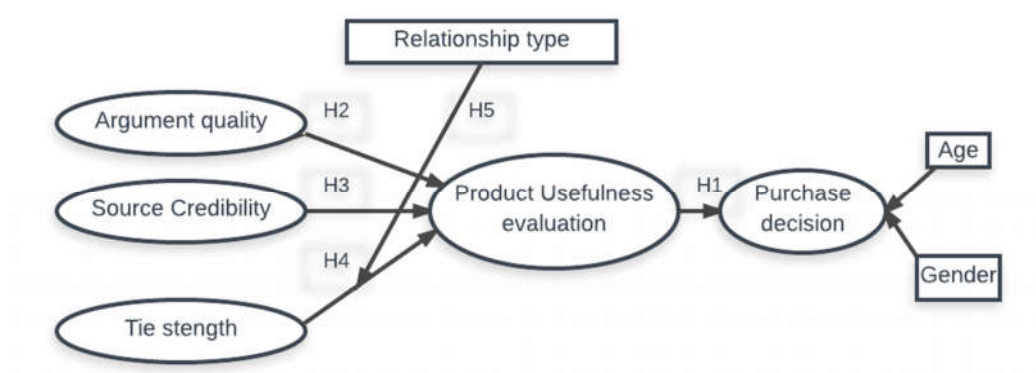 Relationship type
Argument quality
H2
H5
Age
Source Credibility
H3
Product Usefulness
evaluation
H1
Purchase
decision
H4
Gender
Tie stength